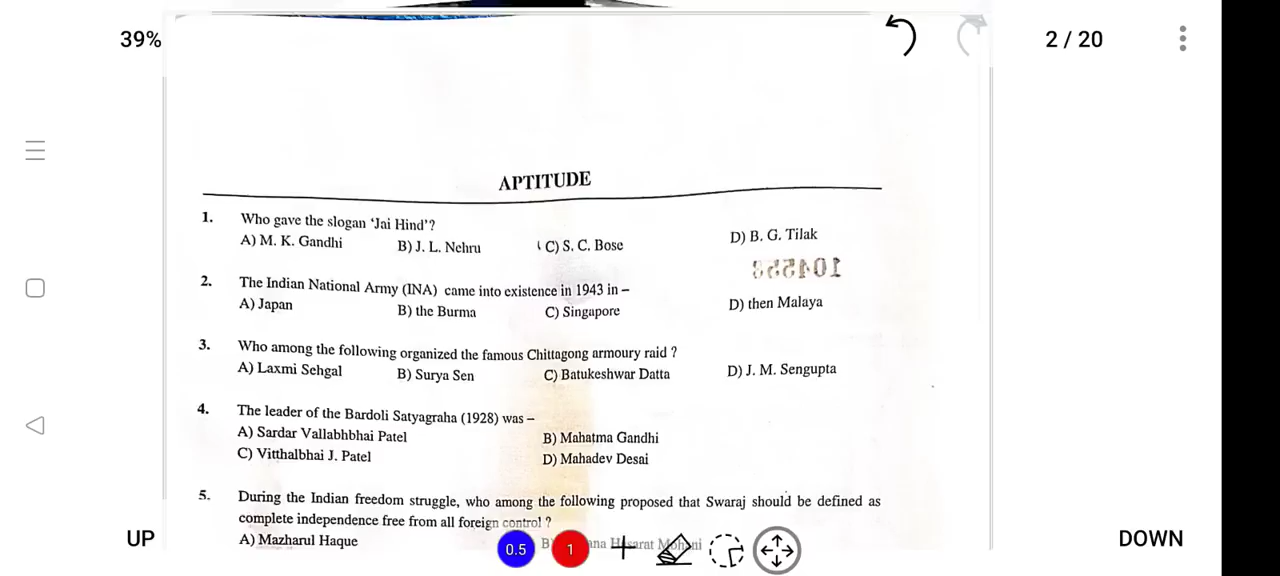 39%
2 / 20
APTITUDE
1. Who gave the slogan 'Jai Hind'?
A) M. K. Gandhi B) J. L. Nehru C) S. C. Bose D) B. G. Tilak
2. The Indian National Army (INA) came into existence in 1943 in –
A) Japan B) the Burma C) Singapore D) then Malaya
3. Who among the following organized the famous Chittagong armoury raid ?
A) Laxmi Sehgal B) Surya Sen C) Batukeshwar Datta D) J. M. Sengupta
4. The leader of the Bardoli Satyagraha (1928) was –
A) Sardar Vallabhbhai Patel B) Mahatma Gandhi
C) Vitthalbhai J. Patel D) Mahadev Desai
5. During the Indian freedom struggle, who among the following proposed that Swaraj should be defined as
complete independence free from all foreign control ?
A) Mazharul Haque B)
UP 0.5 1 DOWN